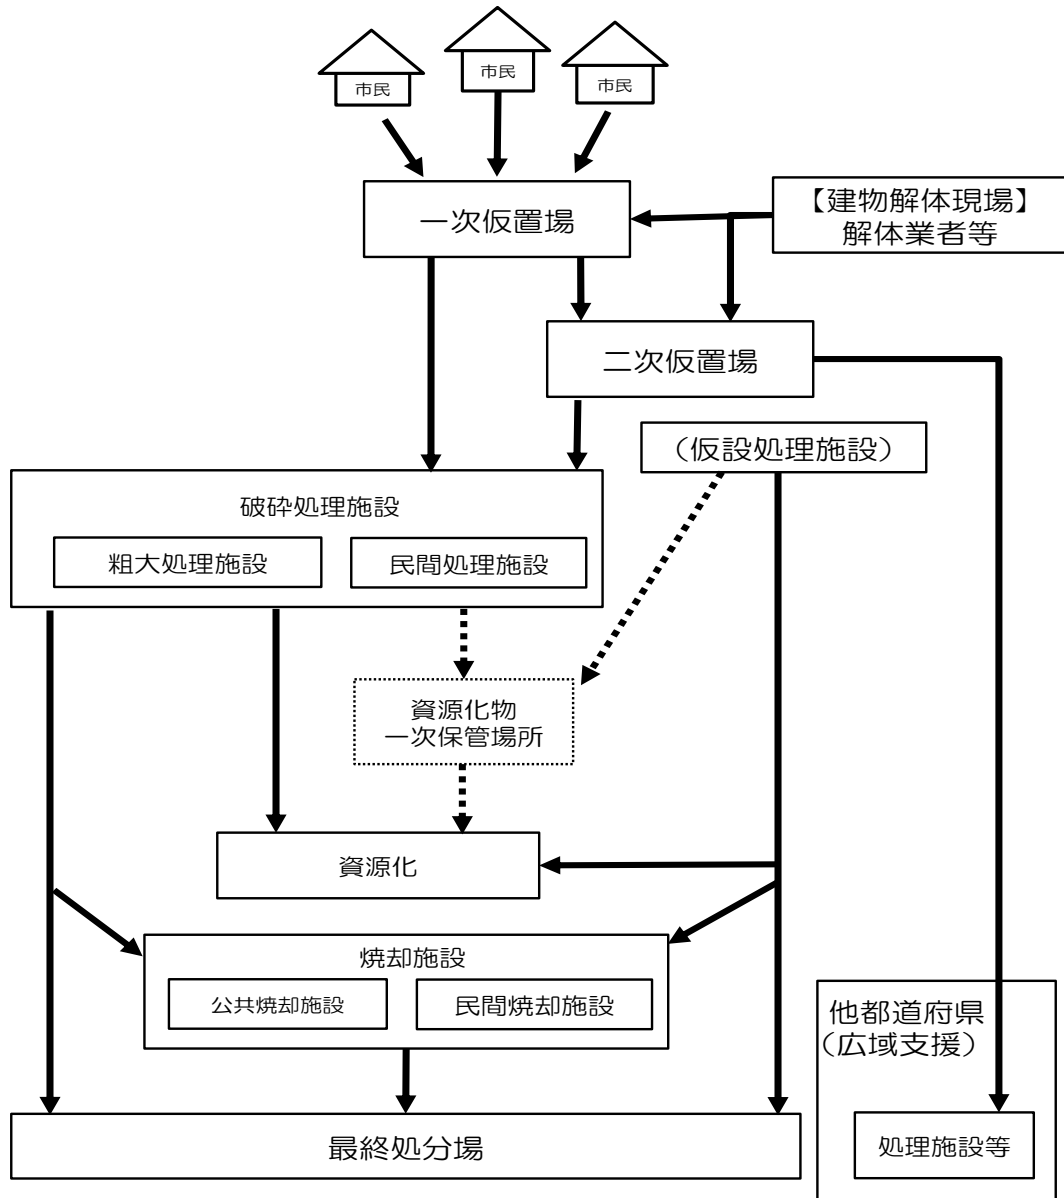 市民
市民
市民
一次仮置場
【建物解体現場】
解体業者等
二次仮置場
（仮設処理施設）
破砕処理施設
粗大処理施設
民間処理施設
資源化物
一次保管場所
資源化
焼却施設
公共焼却施設
民間焼却施設
他都道府県
（広域支援）
最終処分場
処理施設等